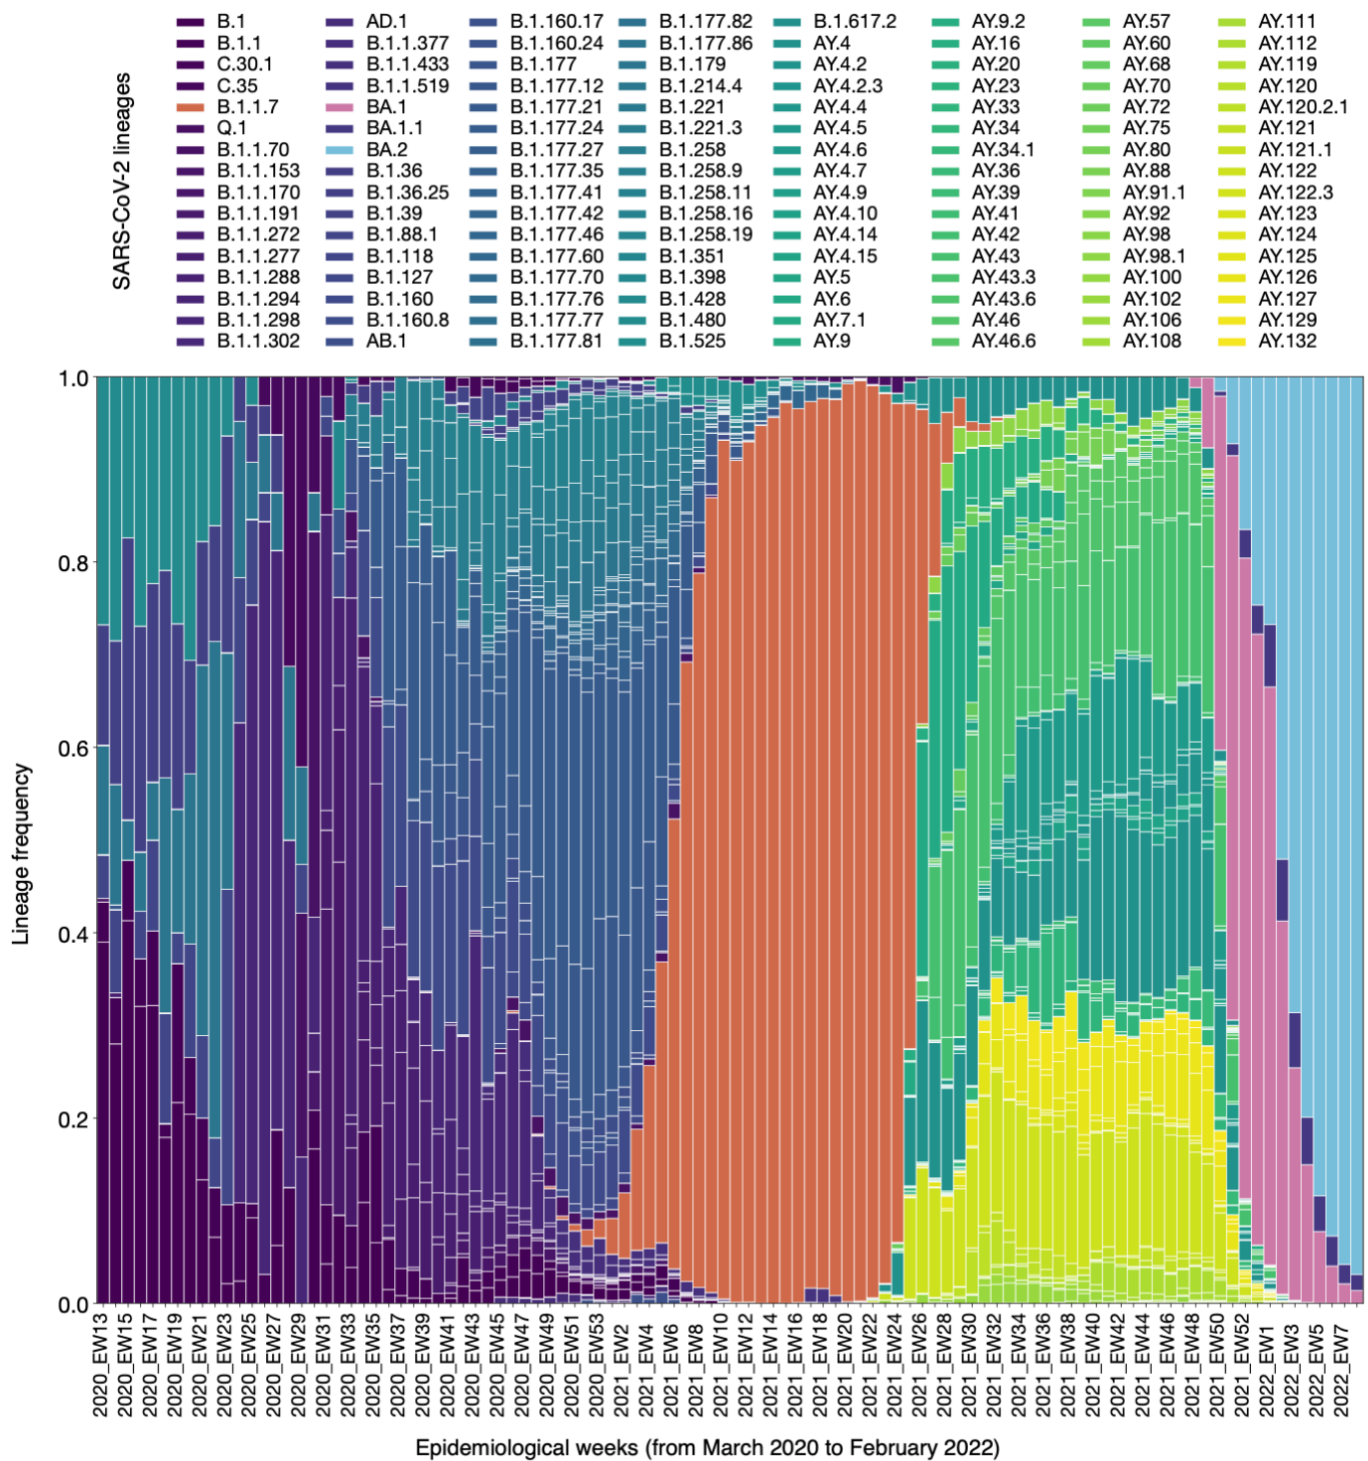 SARS-CoV-2 lineages
B.1 AD.1 B.1.160.17 B.1.177.82 B.1.617.2 AY.9.2 AY.57 AY.111
B.1.1 B.1.1.377 B.1.160.24 B.1.177.86 AY.4 AY.16 AY.60 AY.112
C.30.1 B.1.1.433 B.1.177 B.1.179 AY.4.2 AY.20 AY.68 AY.119
C.35 B.1.1.519 B.1.177.12 B.1.214.4 AY.4.2.3 AY.23 AY.70 AY.120
B.1.1.7 BA.1 B.1.177.21 B.1.221 AY.4.4 AY.33 AY.72 AY.120.2.1
Q.1 BA.1.1 B.1.177.24 B.1.221.3 AY.4.5 AY.34 AY.75 AY.121
B.1.1.70 BA.2 B.1.177.27 B.1.258 AY.4.6 AY.34.1 AY.80 AY.121.1
B.1.1.153 B.1.36 B.1.177.35 B.1.258.9 AY.4.7 AY.36 AY.88 AY.122
B.1.1.170 B.1.36.25 B.1.177.41 B.1.258.11 AY.4.9 AY.39 AY.91.1 AY.122.3
B.1.1.191 B.1.39 B.1.177.42 B.1.258.16 AY.4.10 AY.41 AY.92 AY.123
B.1.1.272 B.1.88.1 B.1.177.46 B.1.258.19 AY.4.14 AY.42 AY.98 AY.124
B.1.1.277 B.1.118 B.1.177.60 B.1.351 AY.4.15 AY.43 AY.98.1 AY.125
B.1.1.288 B.1.127 B.1.177.70 B.1.398 AY.5 AY.43.3 AY.100 AY.126
B.1.1.294 B.1.160 B.1.177.76 B.1.428 AY.6 AY.43.6 AY.102 AY.127
B.1.1.298 B.1.160.8 B.1.177.77 B.1.480 AY.7.1 AY.46 AY.106 AY.129
B.1.1.302 AB.1 B.1.177.81 B.1.525 AY.9 AY.46.6 AY.108 AY.132
Lineage frequency
1.0
0.8
0.6
0.4
0.2
0.0
2020_EW13
2020_EW15
2020_EW17
2020_EW19
2020_EW21
2020_EW23
2020_EW25
2020_EW27
2020_EW29
2020_EW31
2020_EW33
2020_EW35
2020_EW37
2020_EW39
2020_EW41
2020_EW43
2020_EW45
2020_EW47
2020_EW49
2020_EW51
2020_EW53
2021_EW2
2021_EW4
2021_EW6
2021_EW8
2021_EW10
2021_EW12
2021_EW14
2021_EW16
2021_EW18
2021_EW20
2021_EW22
2021_EW24
2021_EW26
2021_EW28
2021_EW30
2021_EW32
2021_EW34
2021_EW36
2021_EW38
2021_EW40
2021_EW42
2021_EW44
2021_EW46
2021_EW48
2021_EW50
2021_EW52
2022_EW1
2022_EW3
2022_EW5
2022_EW7
Epidemiological weeks (from March 2020 to February 2022)